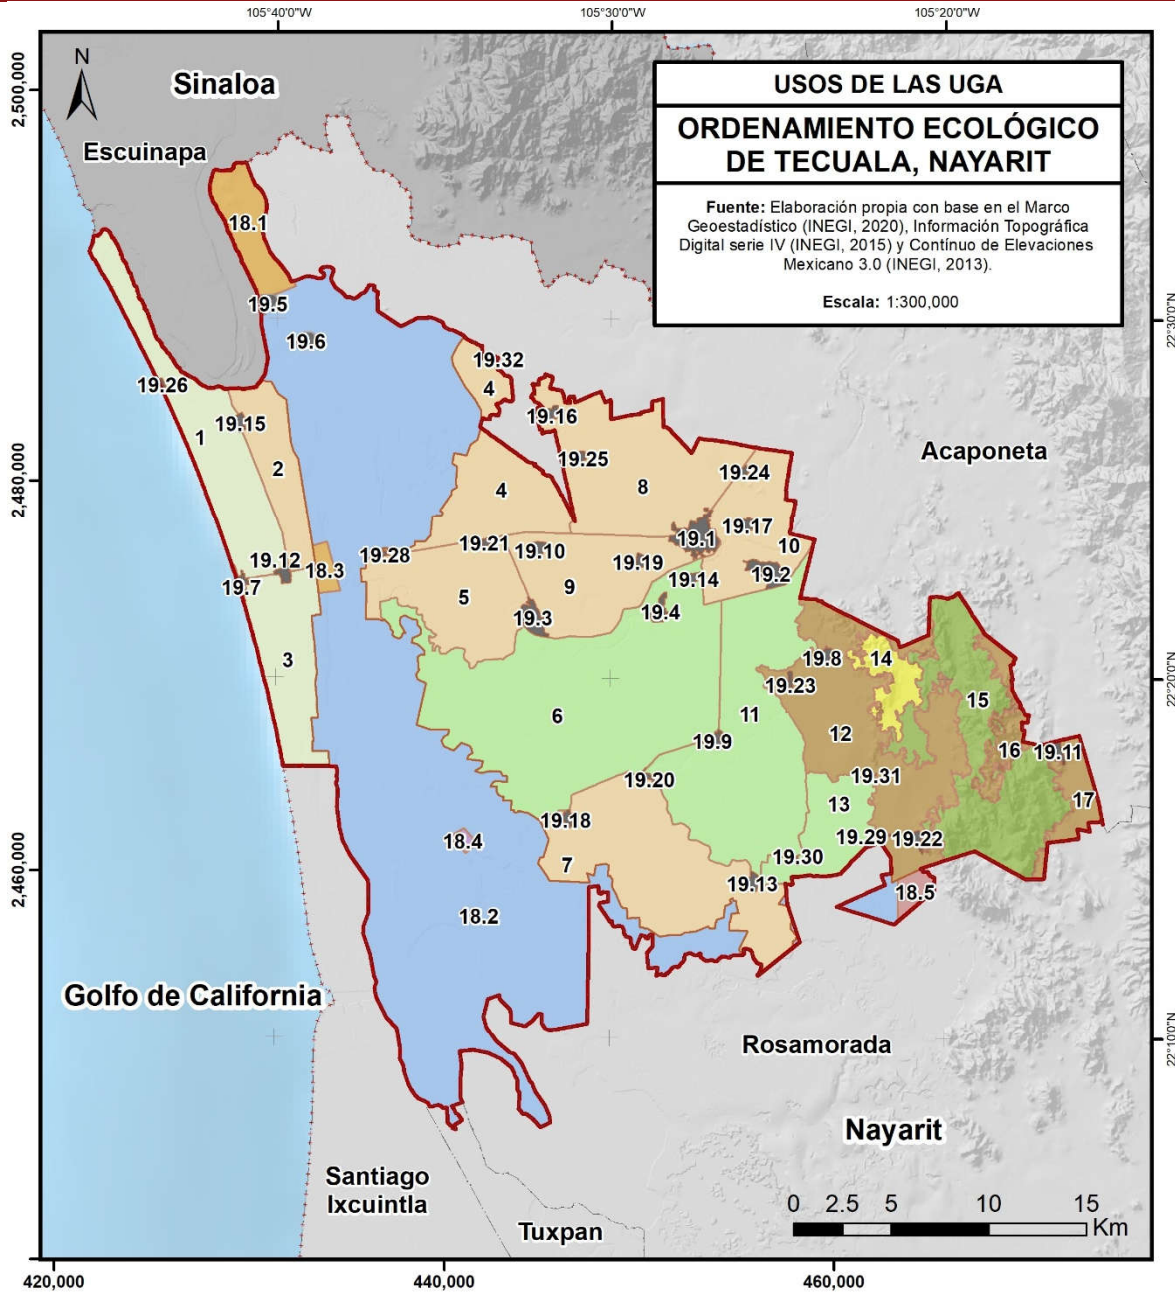 105°40'0"W
105°30'0"W
105°20'0"W
N
Sinaloa
Escuinapa
USOS DE LAS UGA
ORDENAMIENTO ECOLÓGICO
DE TECUALA, NAYARIT
Fuente: Elaboración propia con base en el Marco
Geoestadístico (INEGI, 2020), Información Topográfica
Digital serie IV (INEGI, 2015) y Contínuo de Elevaciones
Mexicano 3.0 (INEGI, 2013).
Escala: 1:300,000
2,500,000
18.1
19.5
22°30'0"N
19.6
19.32
19.26
4
19.15
19.16
1
Acaponeta
2
19.25
19.24
2,480,000
4
8
19.17
19.1
19.21
10
19.10
19.28
19.12
19.19
18.3
19.2
19.14
19.7
9
5
19.4
19.3
3
19.8
14
22°20'0"N
19.23
15
6
11
12
16
19.11
19.9
19.31
19.20
17
13
19.18
19.29
19.22
18.4
19.30
7
2,460,000
19.13
18.5
18.2
Golfo de California
Rosamorada
22°10'0"N
Nayarit
Santiago
Ixcuintla
Tuxpan
0 2.5 5 10 15
Km
420,000
440,000
460,000